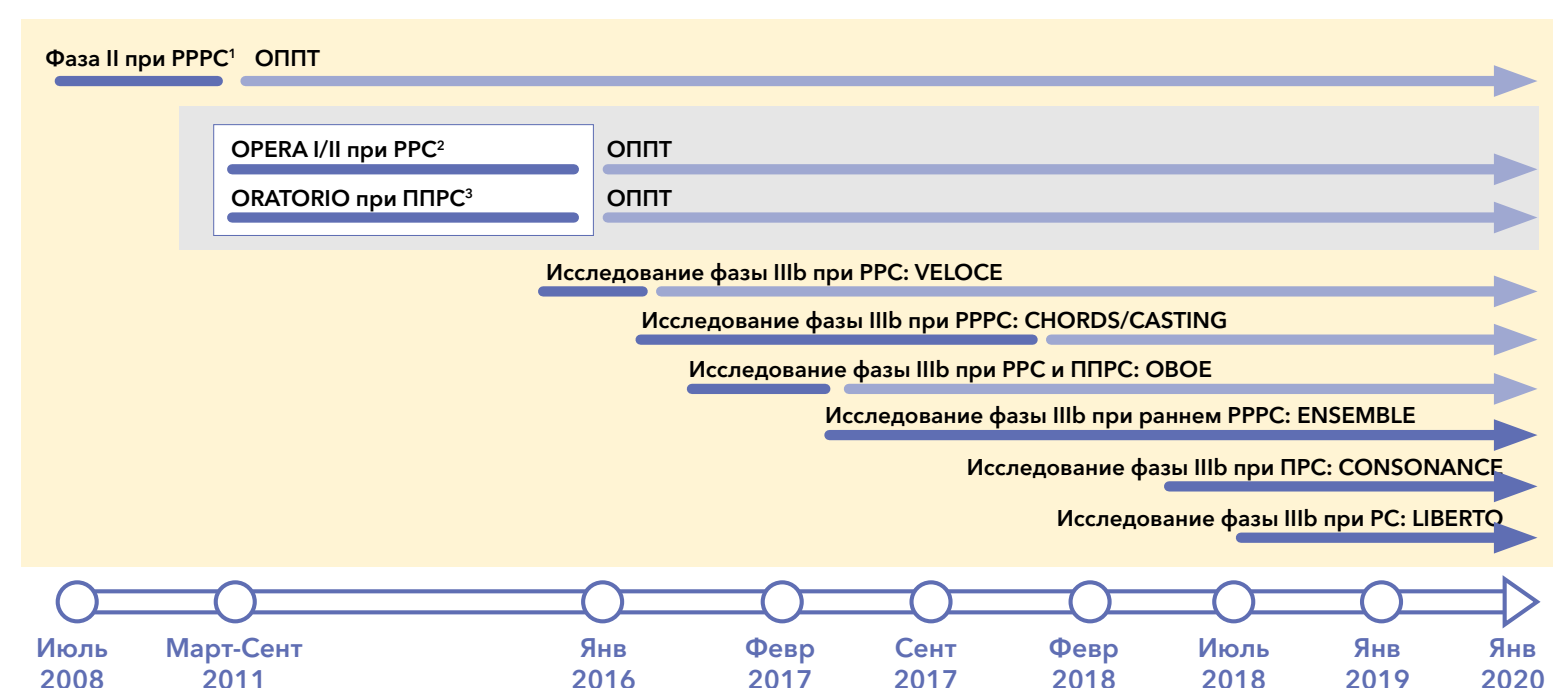 Фаза II при РРРС¹ ОППТ
OPERA I/II при РРС² ОППТ
ORATORIO при ППРС³ ОППТ
Исследование фазы IIIb при РРС: VELOCE
Исследование фазы IIIb при РРРС: CHORDS/CASTING
Исследование фазы IIIb при РРС и ППРС: OBOE
Исследование фазы IIIb при раннем РРРС: ENSEMBLE
Исследование фазы IIIb при ПРС: CONSONANCE
Исследование фазы IIIb при РС: LIBERTO
Июль Март-Сент Янв Февр Сент Февр Июль Янв Янв
2008 2011 2016 2017 2017 2018 2018 2019 2020